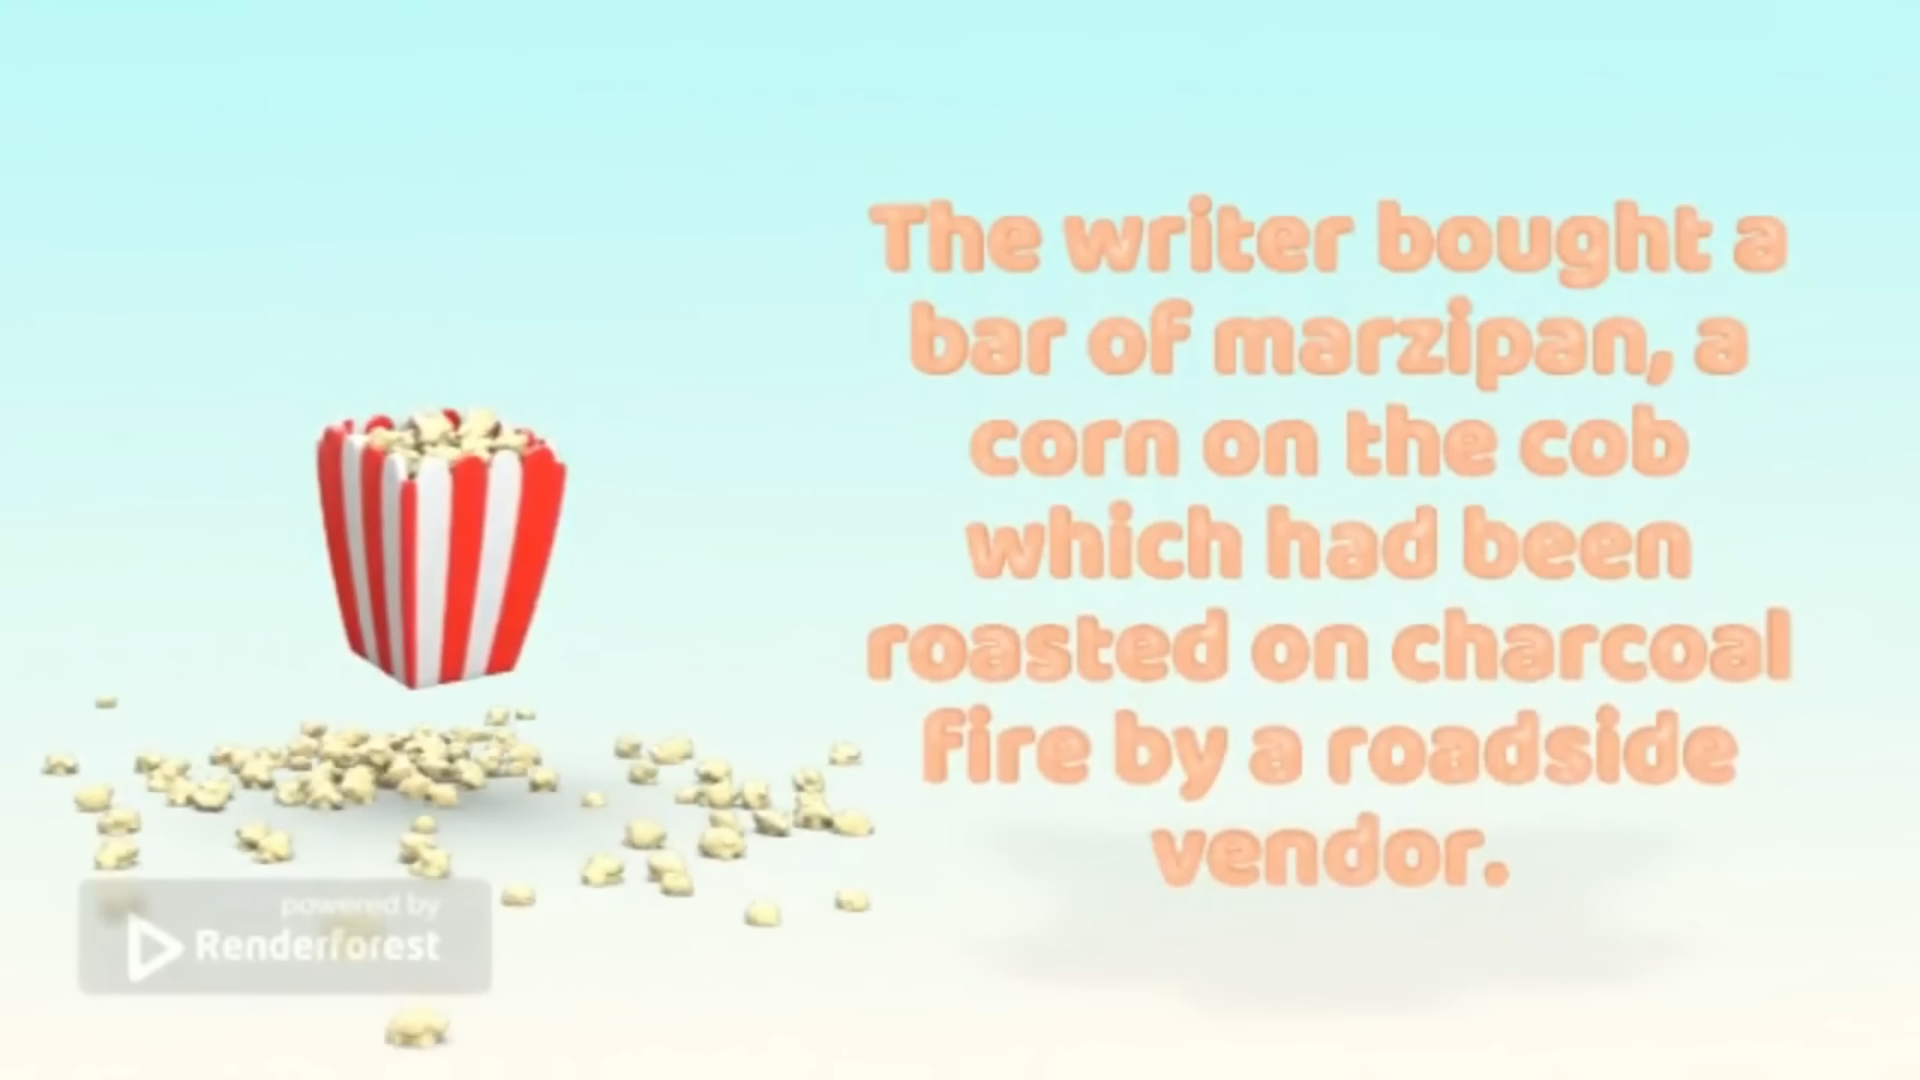 The writer bought a
bar of marzipan, a
corn on the cob
which had been
roasted on charcoal
fire by a roadside
vendor.
powered by
Renderforest